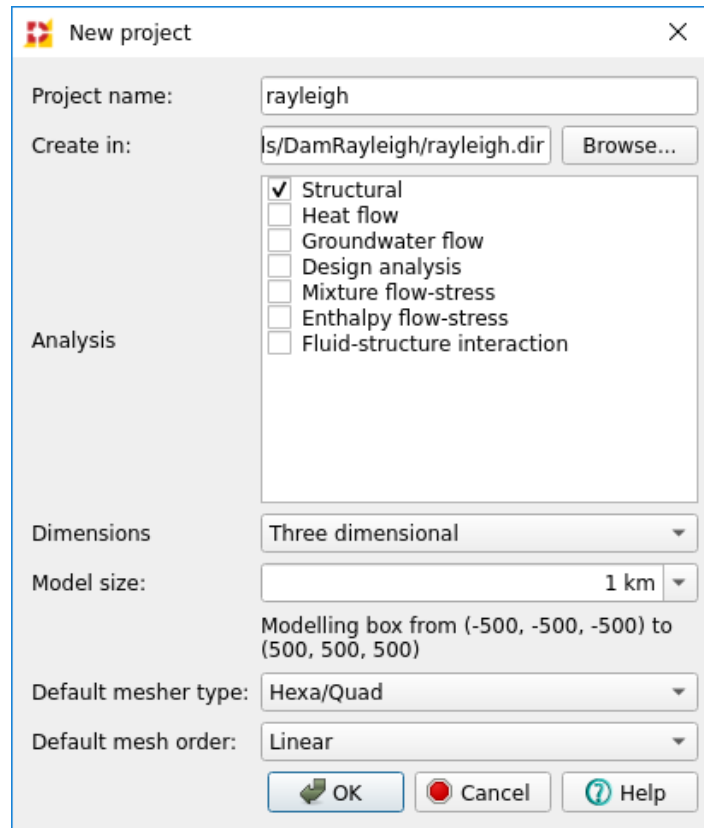 New project
Project name: rayleigh
Create in: ls/DamRayleigh/rayleigh.dir Browse...
Structural
Heat flow
Groundwater flow
Design analysis
Mixture flow-stress
Enthalpy flow-stress
Fluid-structure interaction
Analysis
Dimensions Three dimensional
Model size: 1 km
Modelling box from (-500, -500, -500) to
(500, 500, 500)
Default mesher type: Hexa/Quad
Default mesh order: Linear
OK Cancel Help